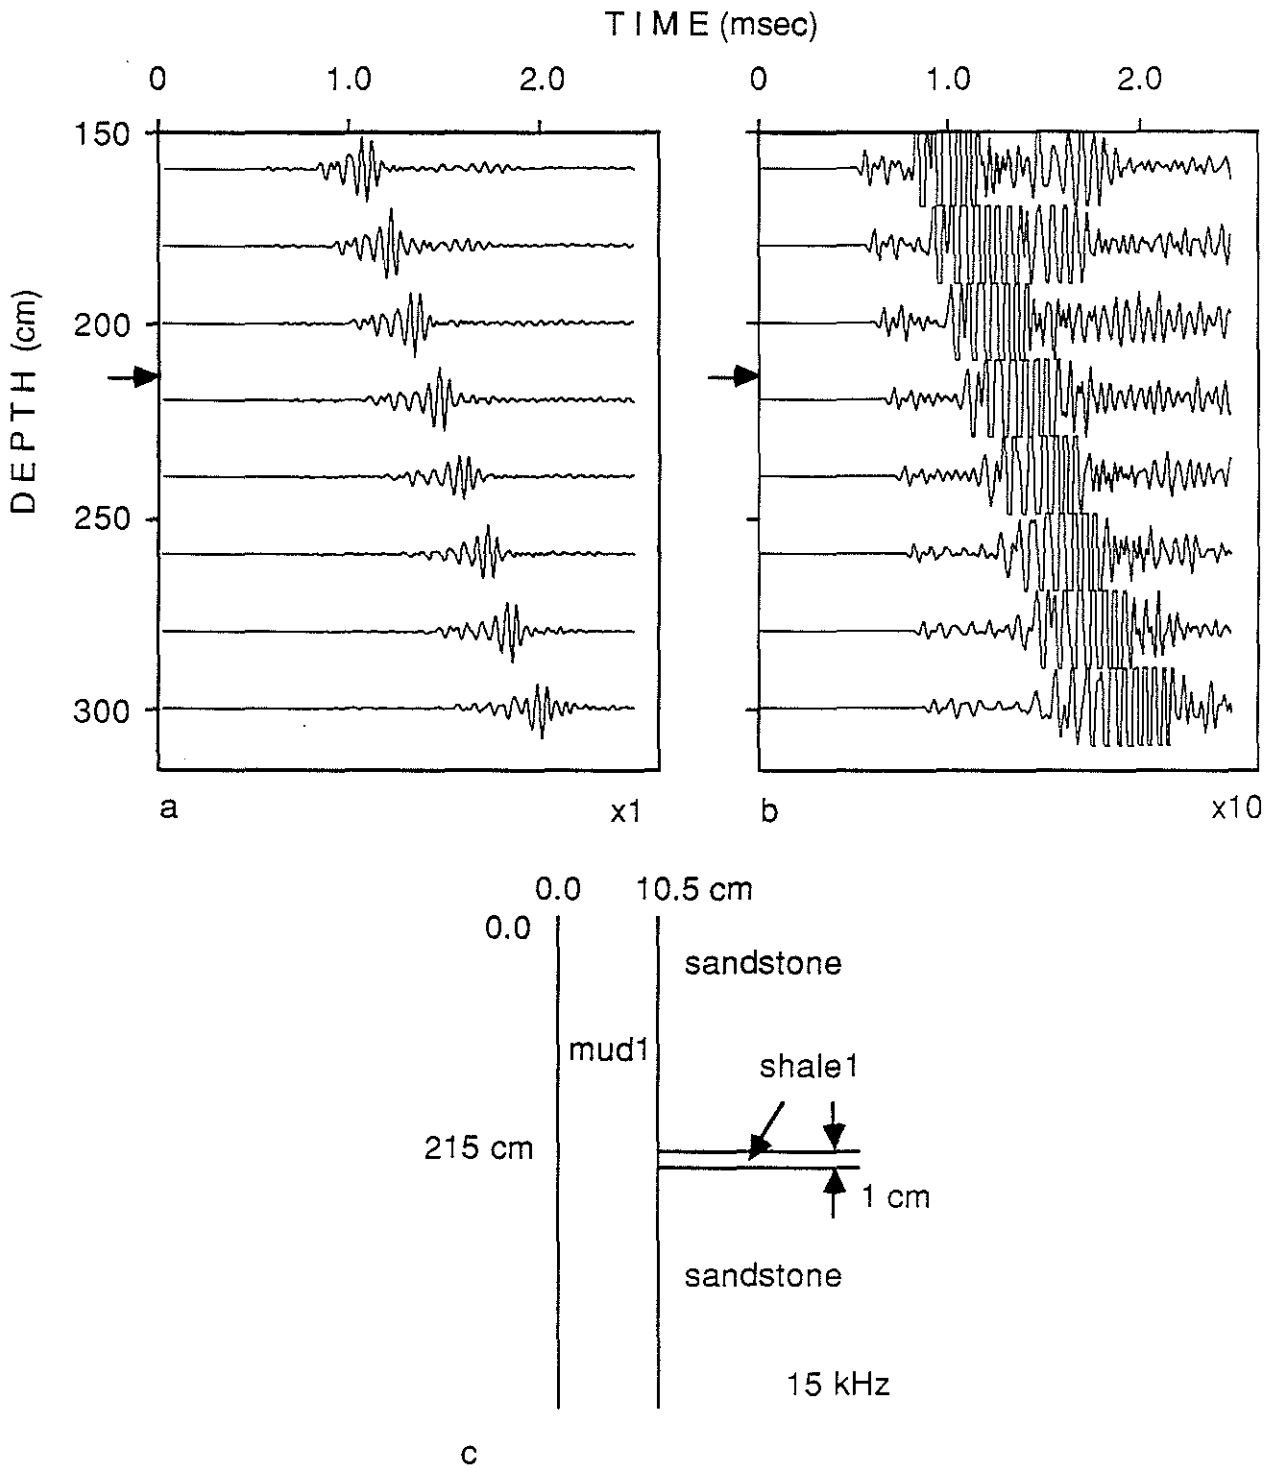 TIME (msec)
0 1.0 2.0 0 1.0 2.0
150
200
250
300
DEPTH (cm)
a x1 b x10
0.0 10.5 cm
0.0
sandstone
mud1
shale1
215 cm
1 cm
sandstone
15 kHz
c